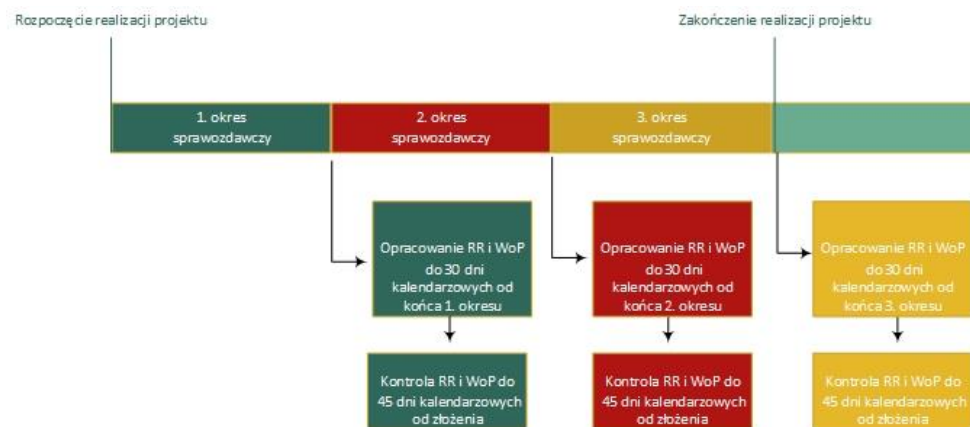 Rozpoczęcie realizacji projektu
Zakończenie realizacji projektu
1. okres
sprawozdawczy
2. okres
sprawozdawczy
3. okres
sprawozdawczy
Opracowanie RR i WoP
do 30 dni
kalendarzowych od
końca 1. okresu
Opracowanie RR i WoP
do 30 dni
kalendarzowych od
końca 2. okresu
Opracowanie RR i WoP
do 30 dni
kalendarzowych od
końca 3. okresu
Kontrola RR i WoP do
45 dni kalendarzowych
od złożenia
Kontrola RR i WoP do
45 dni kalendarzowych
od złożenia
Kontrola RR i WoP do
45 dni kalendarzowych
od złożenia